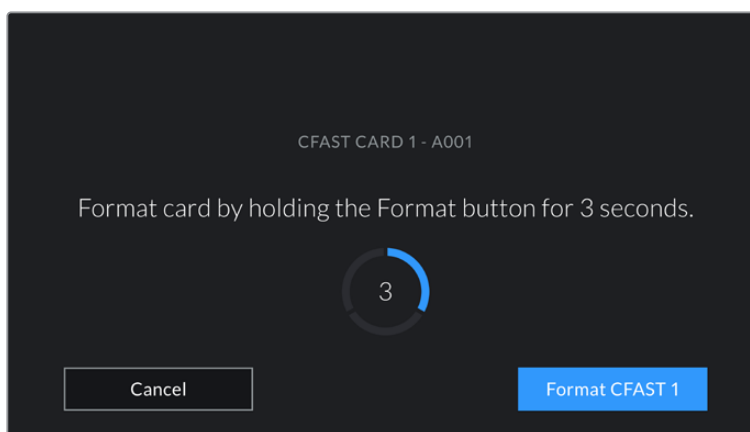 CFAST CARD 1 - A001
Format card by holding the Format button for 3 seconds.
3
Cancel
Format CFAST 1